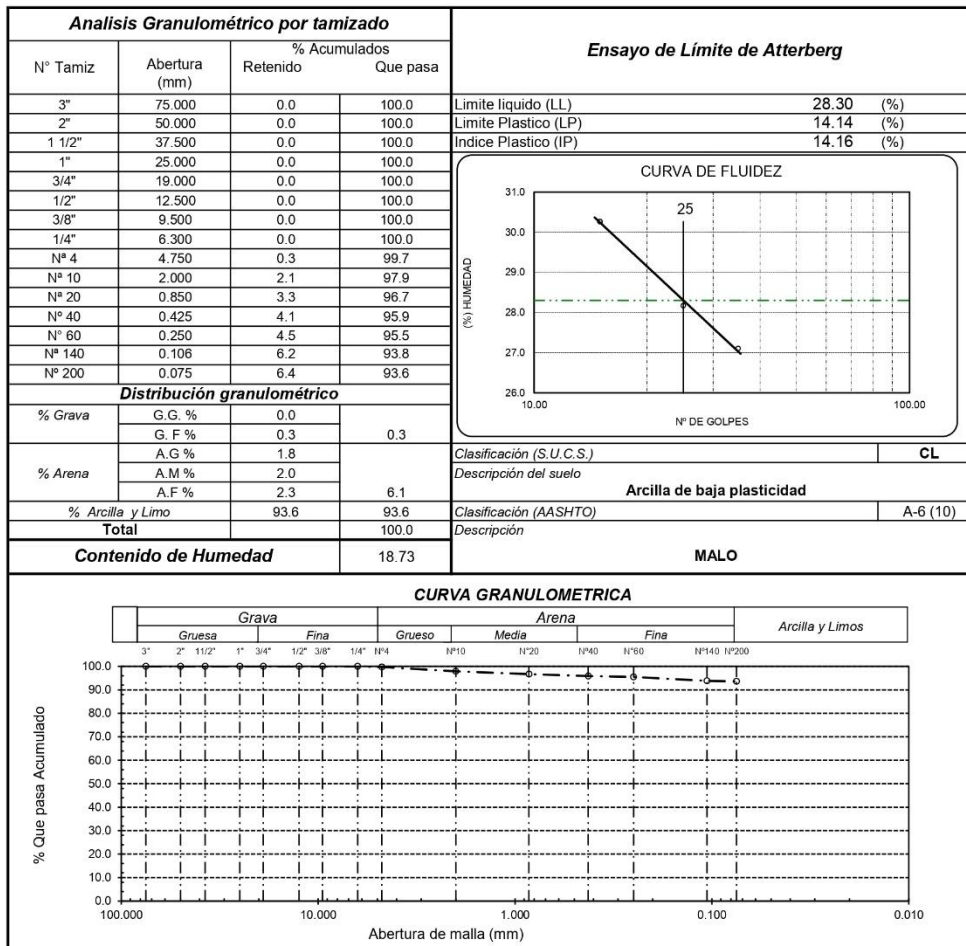 Analisis Granulométrico por tamizado
% Acumulados
N° Tamiz Abertura (mm) Retenido Que pasa
3" 75.000 0.0 100.0
2" 50.000 0.0 100.0
1 1/2" 37.500 0.0 100.0
1" 25.000 0.0 100.0
3/4" 19.000 0.0 100.0
1/2" 12.500 0.0 100.0
3/8" 9.500 0.0 100.0
1/4" 6.300 0.0 100.0
Nª 4 4.750 0.3 99.7
Nª 10 2.000 2.1 97.9
Nª 20 0.850 3.3 96.7
Nº 40 0.425 4.1 95.9
N° 60 0.250 4.5 95.5
Nª 140 0.106 6.2 93.8
Nº 200 0.075 6.4 93.6
Distribución granulométrico
% Grava G.G. % 0.0
G. F % 0.3 0.3
A.G % 1.8
% Arena A.M % 2.0
A.F % 2.3 6.1
% Arcilla y Limo 93.6 93.6
Total 100.0
Contenido de Humedad 18.73
Ensayo de Límite de Atterberg
Limite liquido (LL) 28.30 (%)
Limite Plastico (LP) 14.14 (%)
Indice Plastico (IP) 14.16 (%)
CURVA DE FLUIDEZ
31.0
25
30.0
29.0
(%) HUMEDAD
28.0
27.0
26.0
10.00 100.00
Nº DE GOLPES
Clasificación (S.U.C.S.) CL
Descripción del suelo
Arcilla de baja plasticidad
Clasificación (AASHTO) A-6 (10)
Descripción
MALO
CURVA GRANULOMETRICA
Grava Arena Arcilla y Limos
Gruesa Fina Grueso Media Fina
3" 2" 11/2" 1" 3/4" 1/2" 3/8" 1/4" Nº4 Nº10 N°20 Nº40 N°60 Nº140 Nº200
100.0
90.0
80.0
70.0
60.0
50.0
40.0
30.0
20.0
10.0
0.0
% Que pasa Acumulado
100.000 10.000 1.000 0.100 0.010
Abertura de malla (mm)